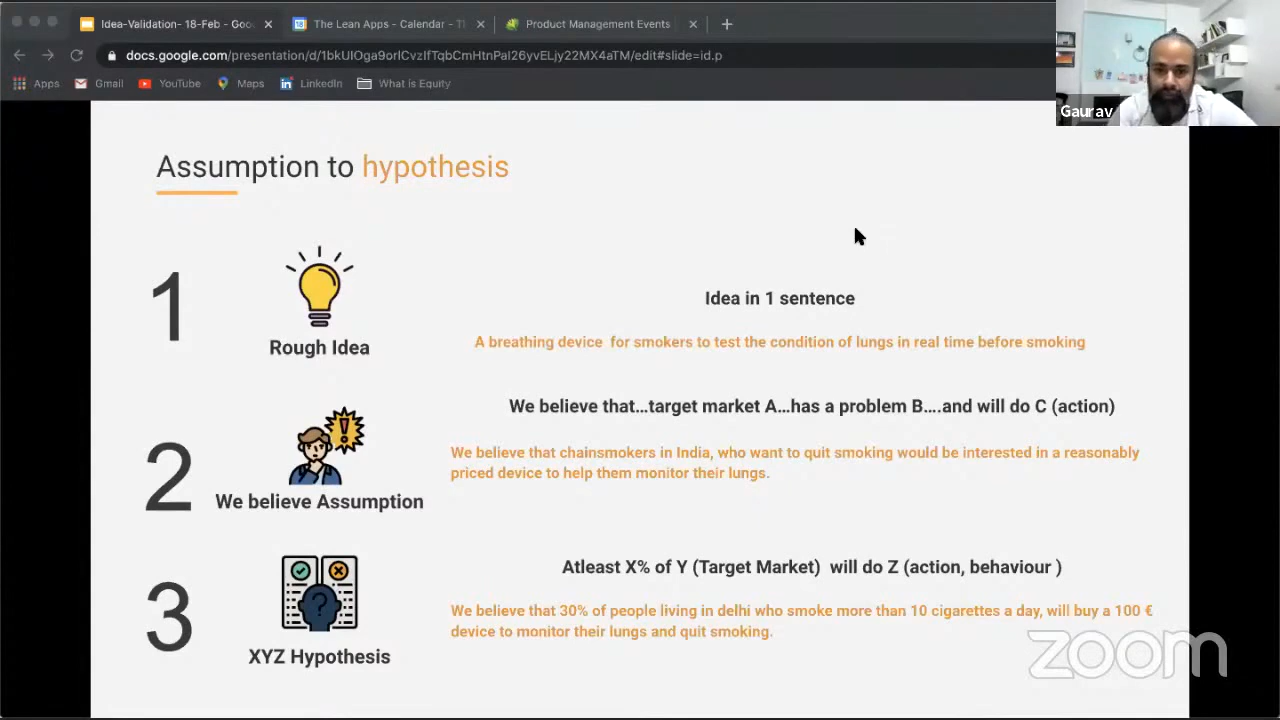 Idea-Validation- 18-Feb - Goo
The Lean Apps - Calendar - Th
Product Management Events
docs.google.com/presentation/d/1bkUIOga9orlCvzIfTqbCmHtnPaI26yvELjy22MX4aTM/edit#slide=id.p
Apps
Gmail
YouTube
Maps
LinkedIn
What is Equity
Gaurav
Assumption to hypothesis
1
Rough Idea
Idea in 1 sentence
A breathing device for smokers to test the condition of lungs in real time before smoking
2
We believe Assumption
We believe that...target market A...has a problem B....and will do C (action)
We believe that chainsmokers in India, who want to quit smoking would be interested in a reasonably
priced device to help them monitor their lungs.
3
XYZ Hypothesis
Atleast X% of Y (Target Market) will do Z (action, behaviour )
We believe that 30% of people living in delhi who smoke more than 10 cigarettes a day, will buy a 100 €
device to monitor their lungs and quit smoking.
zoom